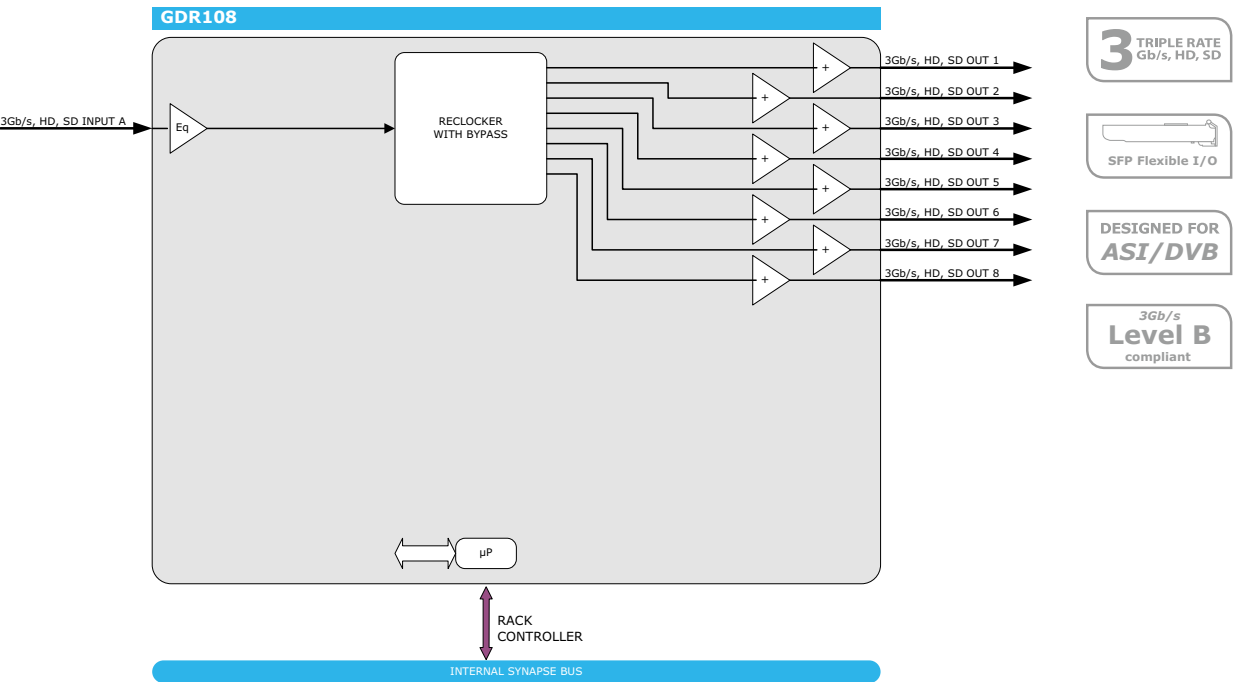 GDR108
3Gb/s, HD, SD INPUT A
Eq
RECLOCKER
WITH BYPASS
+
3Gb/s, HD, SD OUT 1
+
3Gb/s, HD, SD OUT 2
+
3Gb/s, HD, SD OUT 3
+
3Gb/s, HD, SD OUT 4
+
3Gb/s, HD, SD OUT 5
+
3Gb/s, HD, SD OUT 6
+
3Gb/s, HD, SD OUT 7
+
3Gb/s, HD, SD OUT 8
µP
RACK
CONTROLLER
INTERNAL SYNAPSE BUS
3 TRIPLE RATE
Gb/s, HD, SD
SFP Flexible I/O
DESIGNED FOR
ASI/DVB
3Gb/s
Level B
compliant